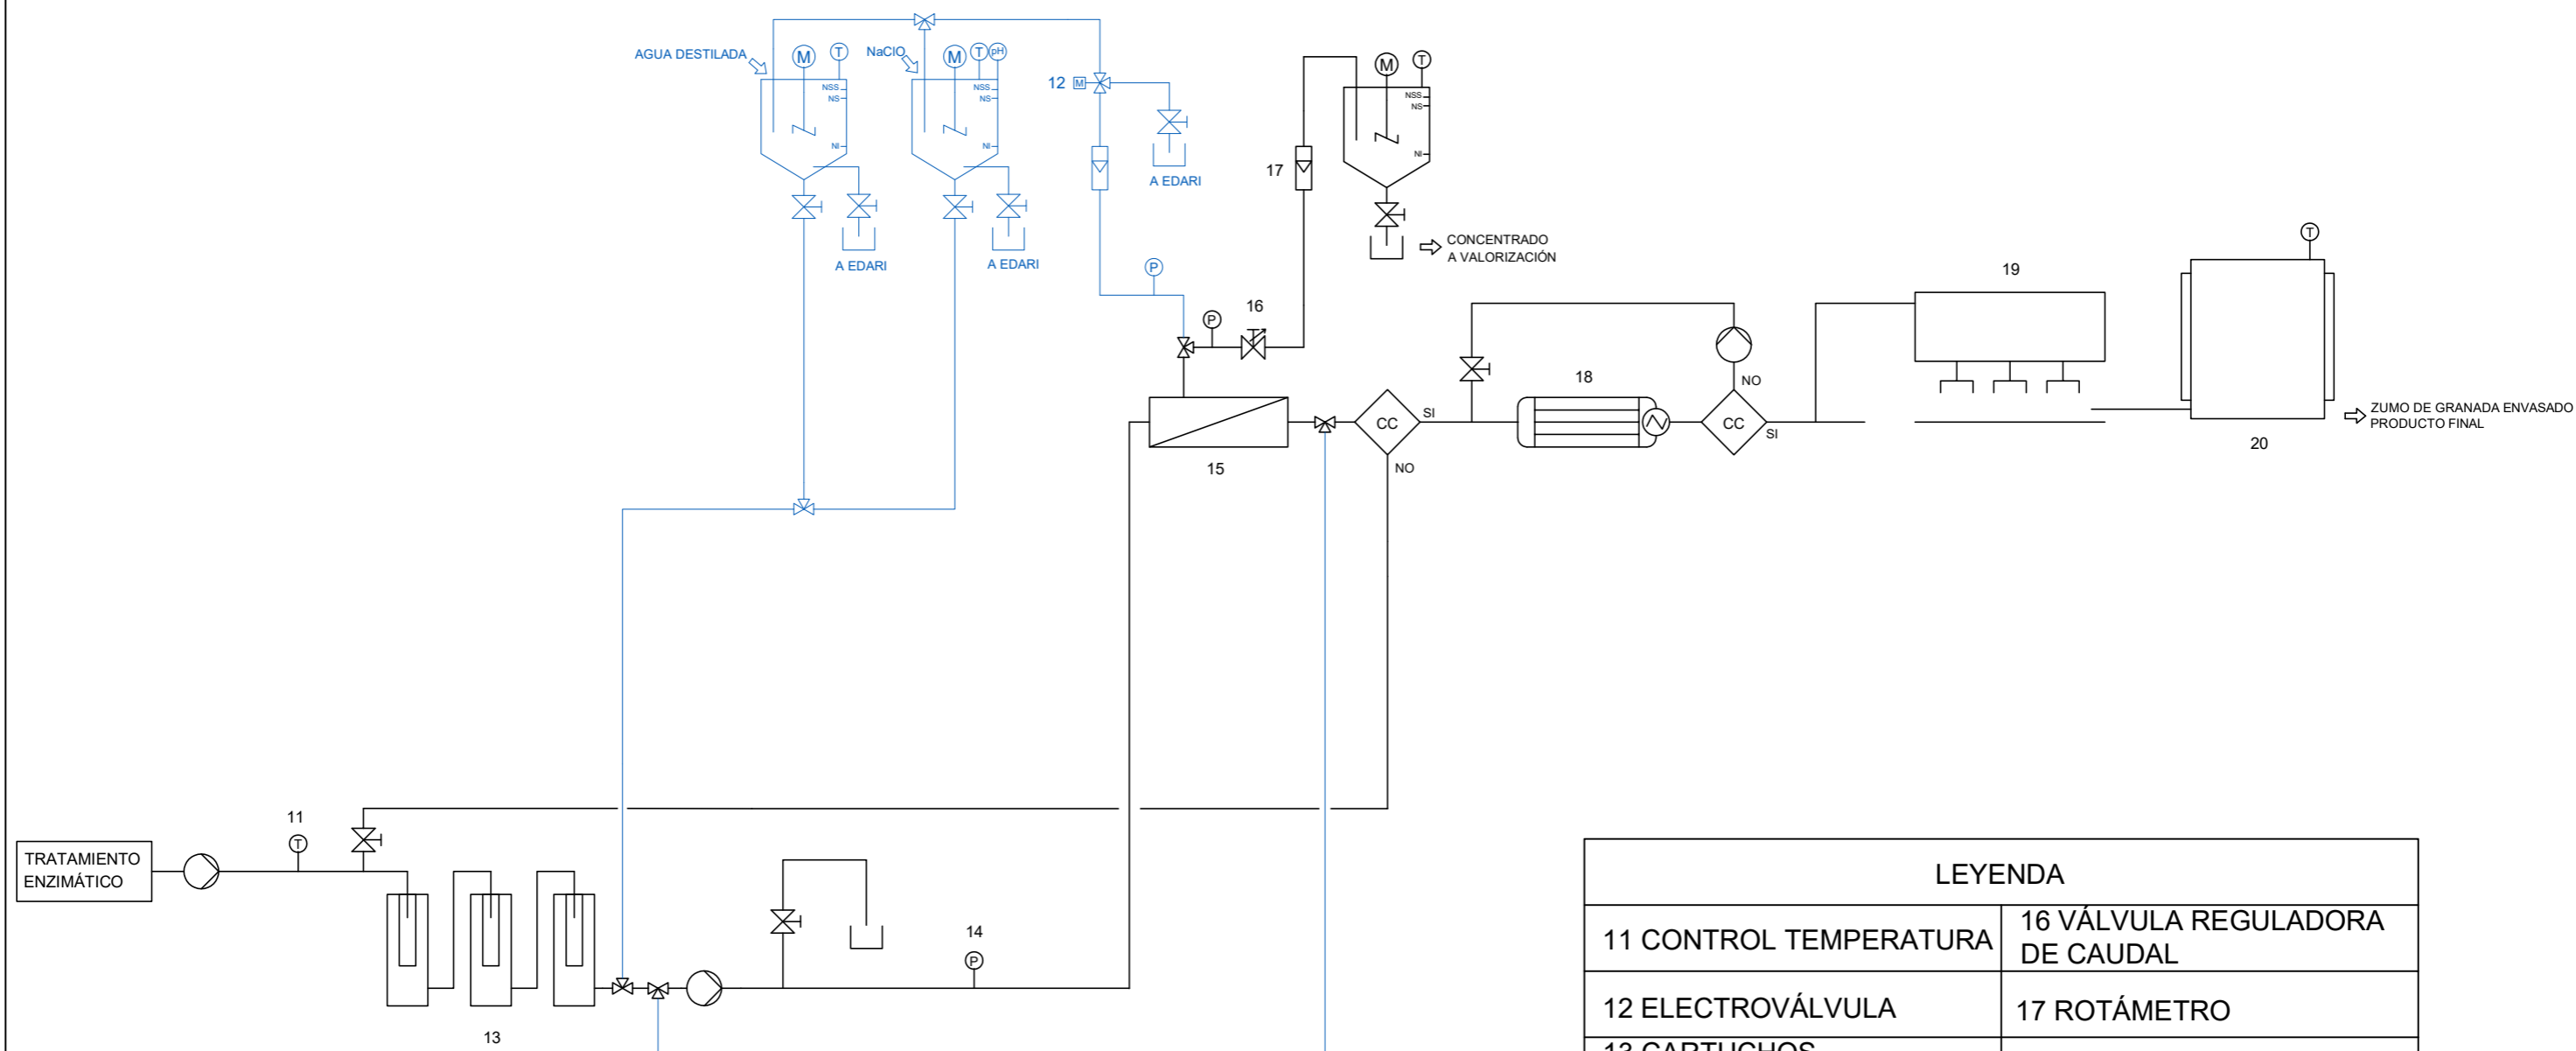 AGUA DESTILADA
M
T
NSS
NS
NI
A EDARI
NaClO
M
T
pH
NSS
NS
NI
A EDARI
12
M
A EDARI
P
17
M
T
NSS
NS
NI
CONCENTRADO
A VALORIZACIÓN
P
16
15
CC
SI
NO
18
CC
NO
SI
19
T
20
ZUMO DE GRANADA ENVASADO
PRODUCTO FINAL
TRATAMIENTO
ENZIMÁTICO
11
T
13
14
P
LEYENDA
11 CONTROL TEMPERATURA
16 VÁLVULA REGULADORA
DE CAUDAL
12 ELECTROVÁLVULA
17 ROTÁMETRO
13 CARTUCHOS